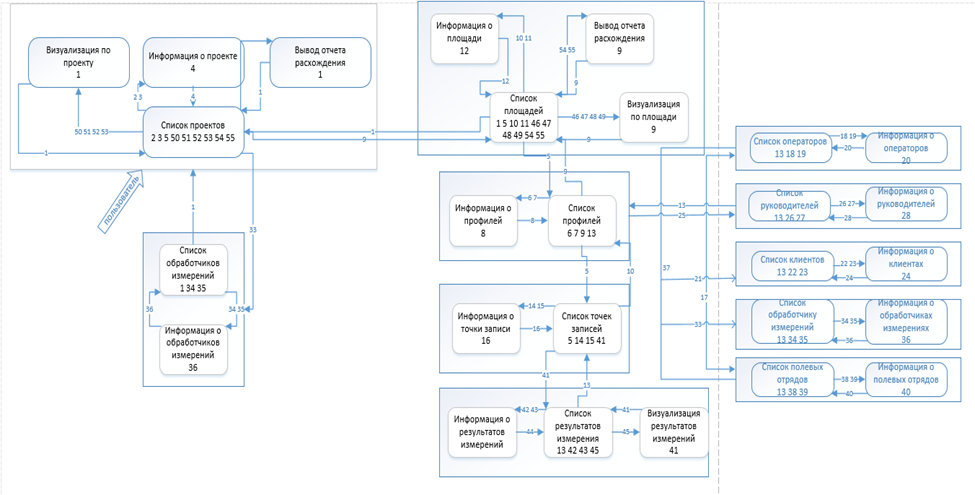 Визуализация по
проекту
1
Информация о проекте
4
Вывод отчета
расхождения
1
2 3
4
1
50 51 52 53
Список проектов
2 3 5 50 51 52 53 54 55
1
пользователь
1
33
Список
обработчиков
измерений
1 34 35
36
34 35
Информация о
обработчиков
измерений
36
1
9
Информация о
площади
12
10 11
54 55
Вывод отчета
расхождения
9
12
9
Список
площадей
1 5 10 11 46 47
48 49 54 55
46 47 48 49
Визуализация
по площади
9
9
5
9
Информация о
профилей
8
6 7
8
Список
профилей
6 7 9 13
13
25
5
10
Информация о
точки записи
16
14 15
16
Список точек
записей
5 14 15 41
41
13
Информация о
результатов
измерений
42 43
44
Список
результатов
измерения
13 42 43 45
41
45
Визуализация
результатов
измерений
41
37
21
17
33
Список операторов
13 18 19
18 19
20
Информация о
операторов
20
Список
руководителей
13 26 27
26 27
28
Информация о
руководителей
28
Список клиентов
13 22 23
22 23
24
Информация о
клиентах
24
Список
обработчику
измерений
13 34 35
34 35
36
Информация о
обработчиках
измерениях
36
Список полевых
отрядов
13 38 39
38 39
40
Информация о
полевых отрядов
40